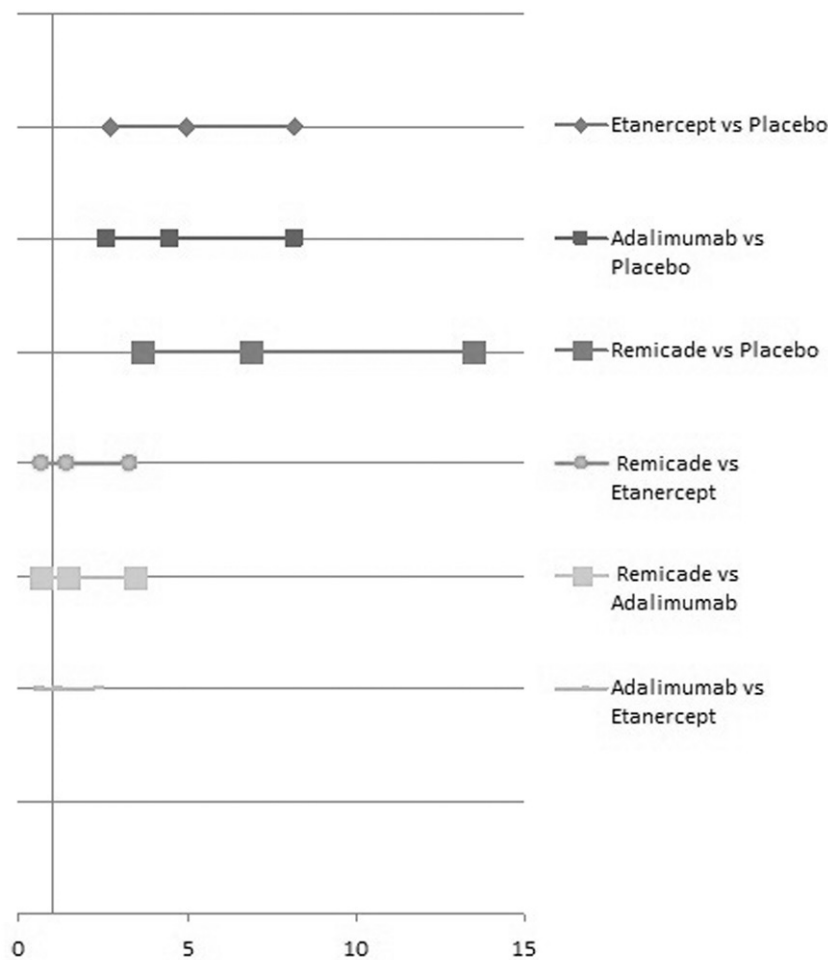 Etanercept vs Placebo
Adalimumab vs
Placebo
Remicade vs Placebo
Remicade vs
Etanercept
Remicade vs
Adalimumab
Adalimumab vs
Etanercept
0 5 10 15